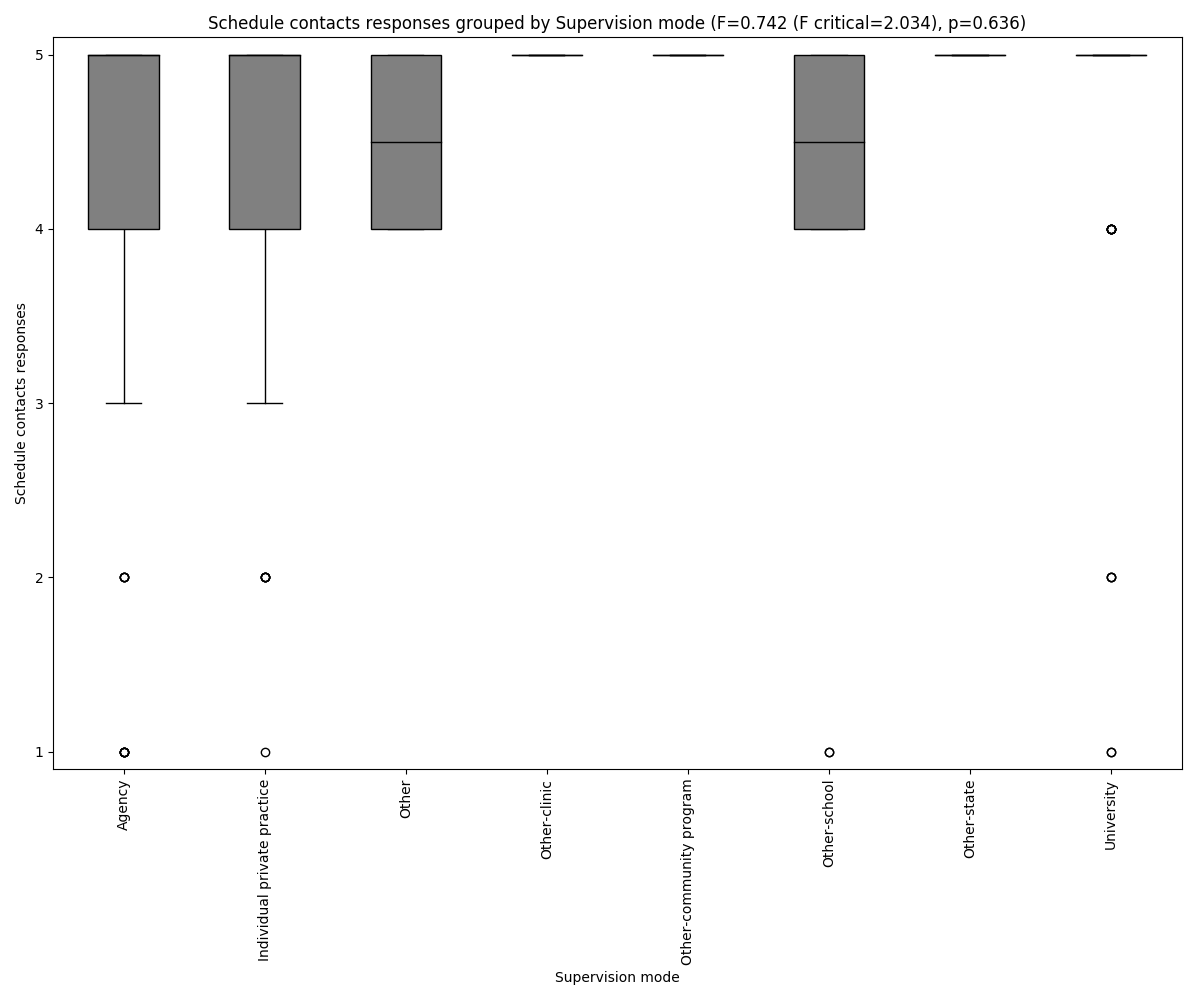 Schedule contacts responses grouped by Supervision mode (F=0.742 (F critical=2.034), p=0.636)
Schedule contacts responses
5
4
3
2
1
Agency
Individual private practice
Other
Other-clinic
Other-community program
Other-school
Other-state
University
Supervision mode